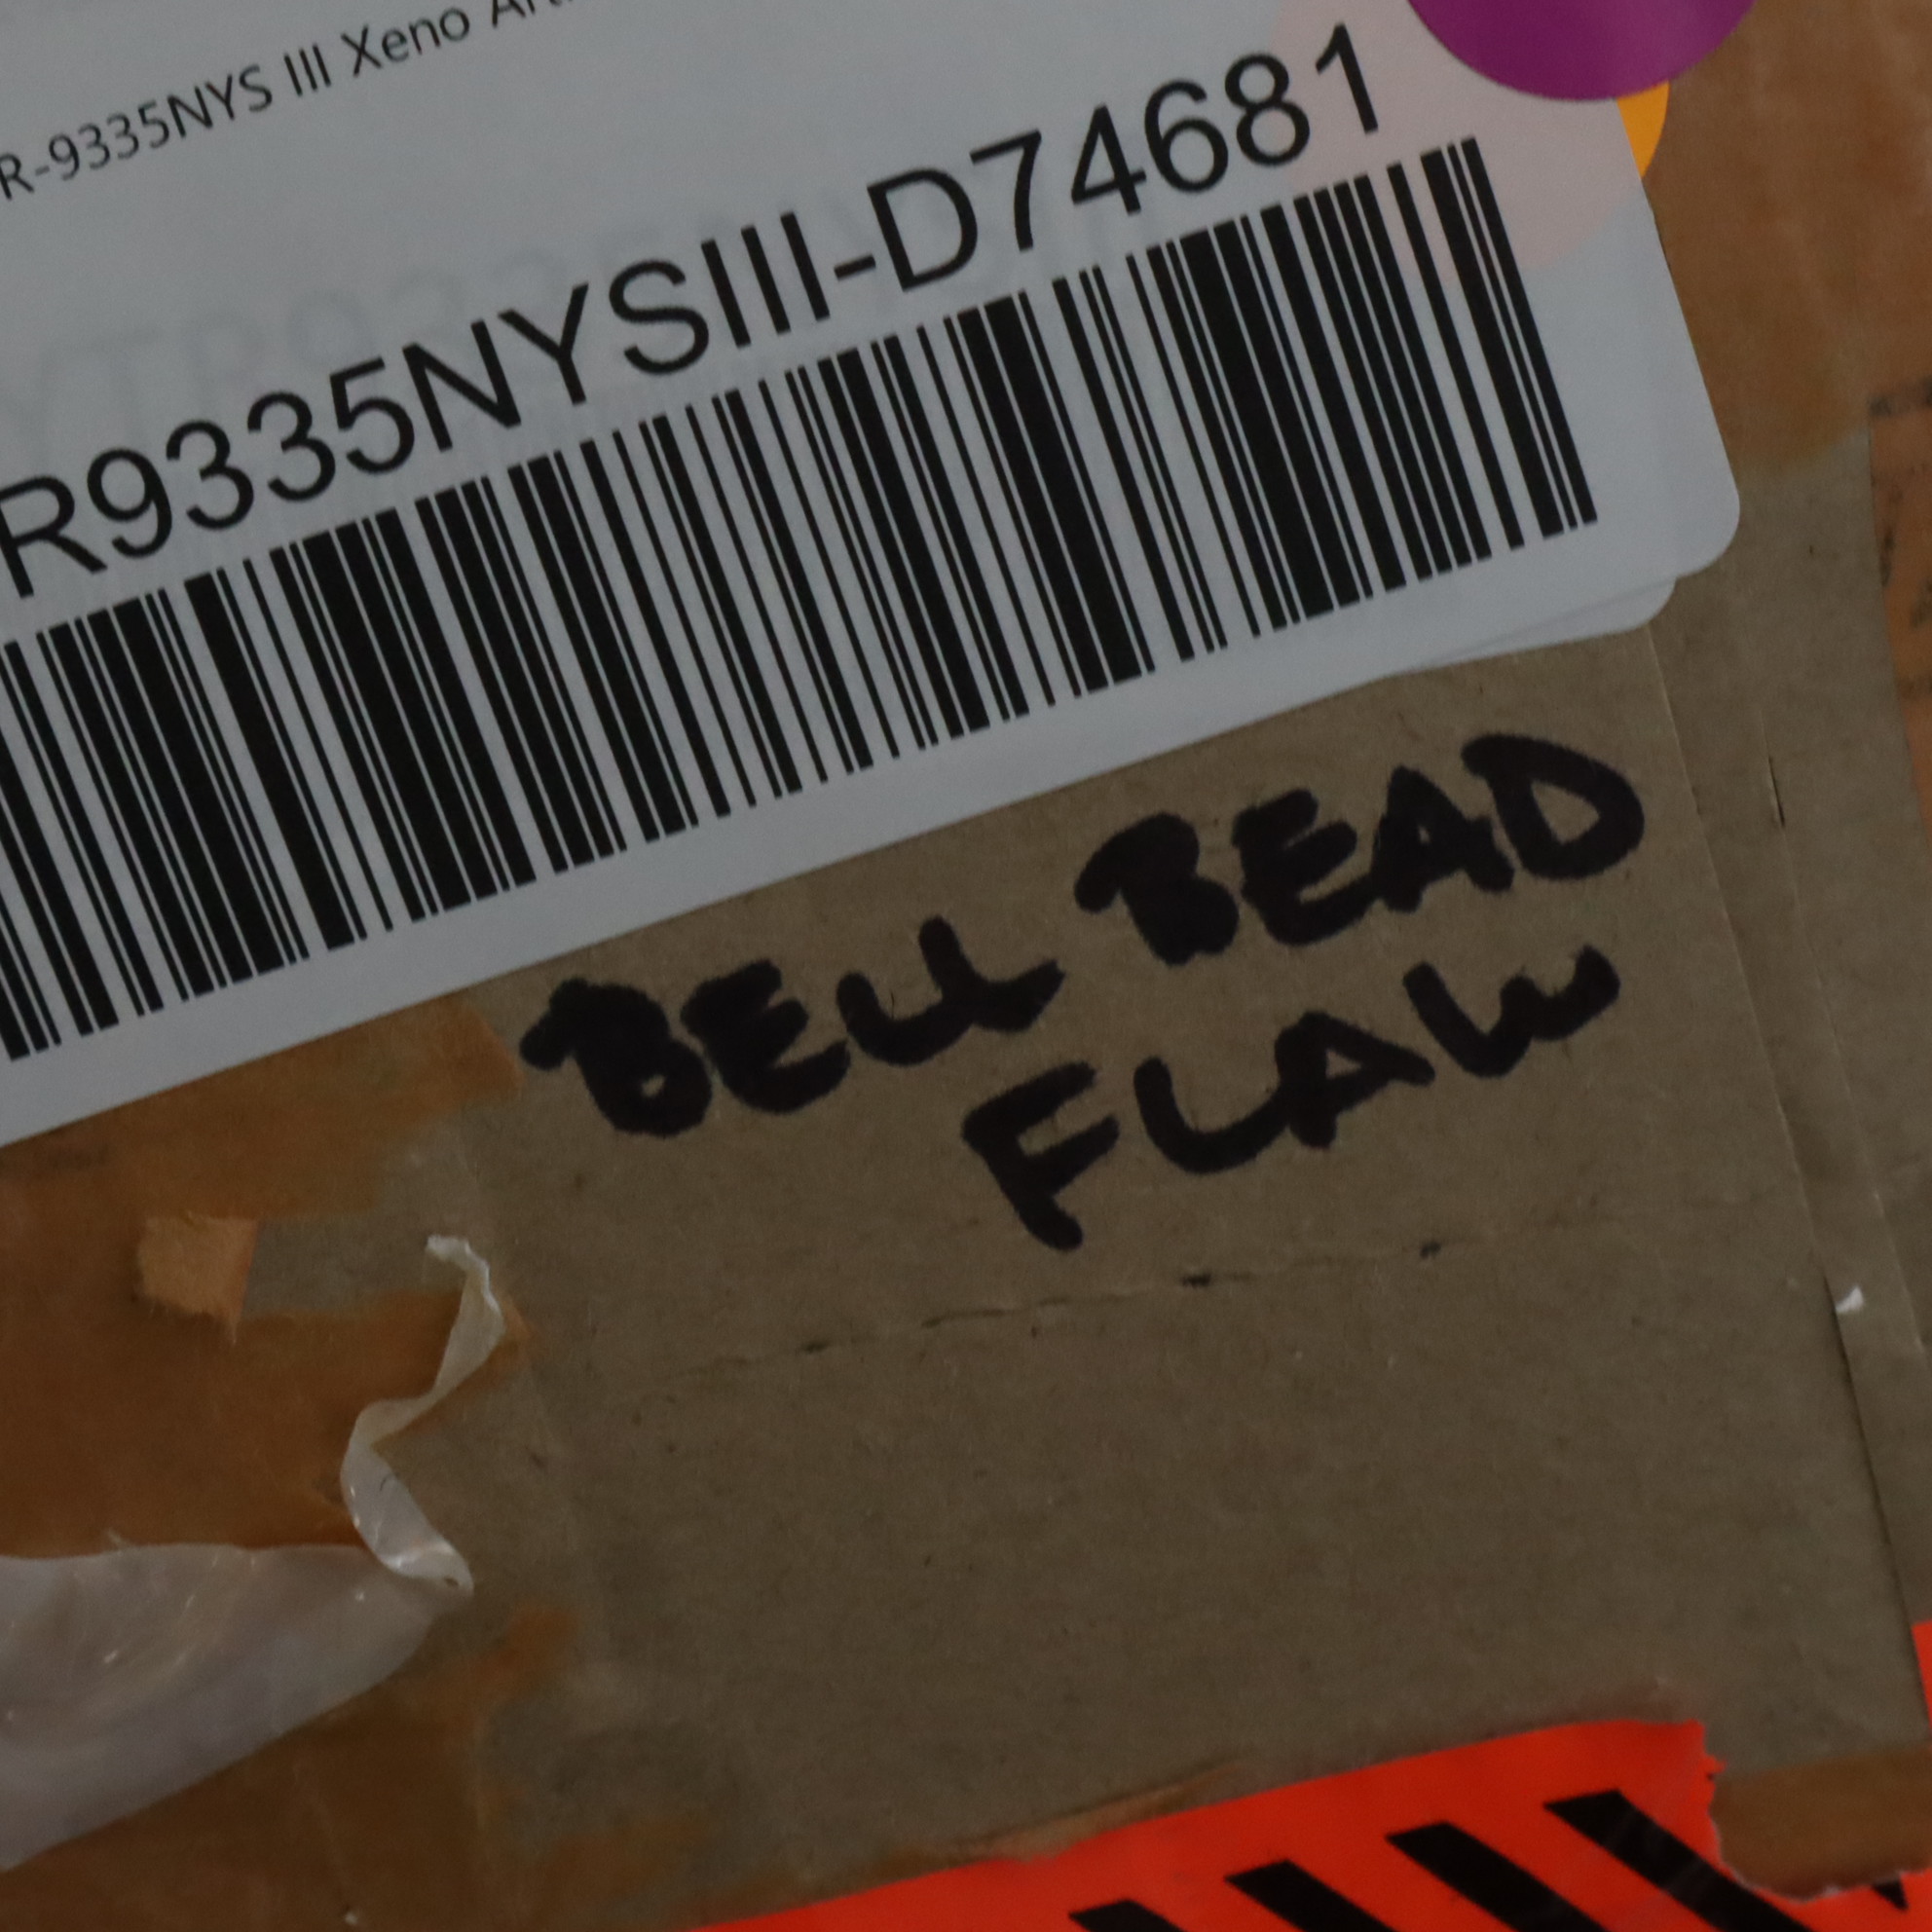 R-9335NYS III Xeno
R9335NYSIII-D74681
BELL BEAD
FLAW